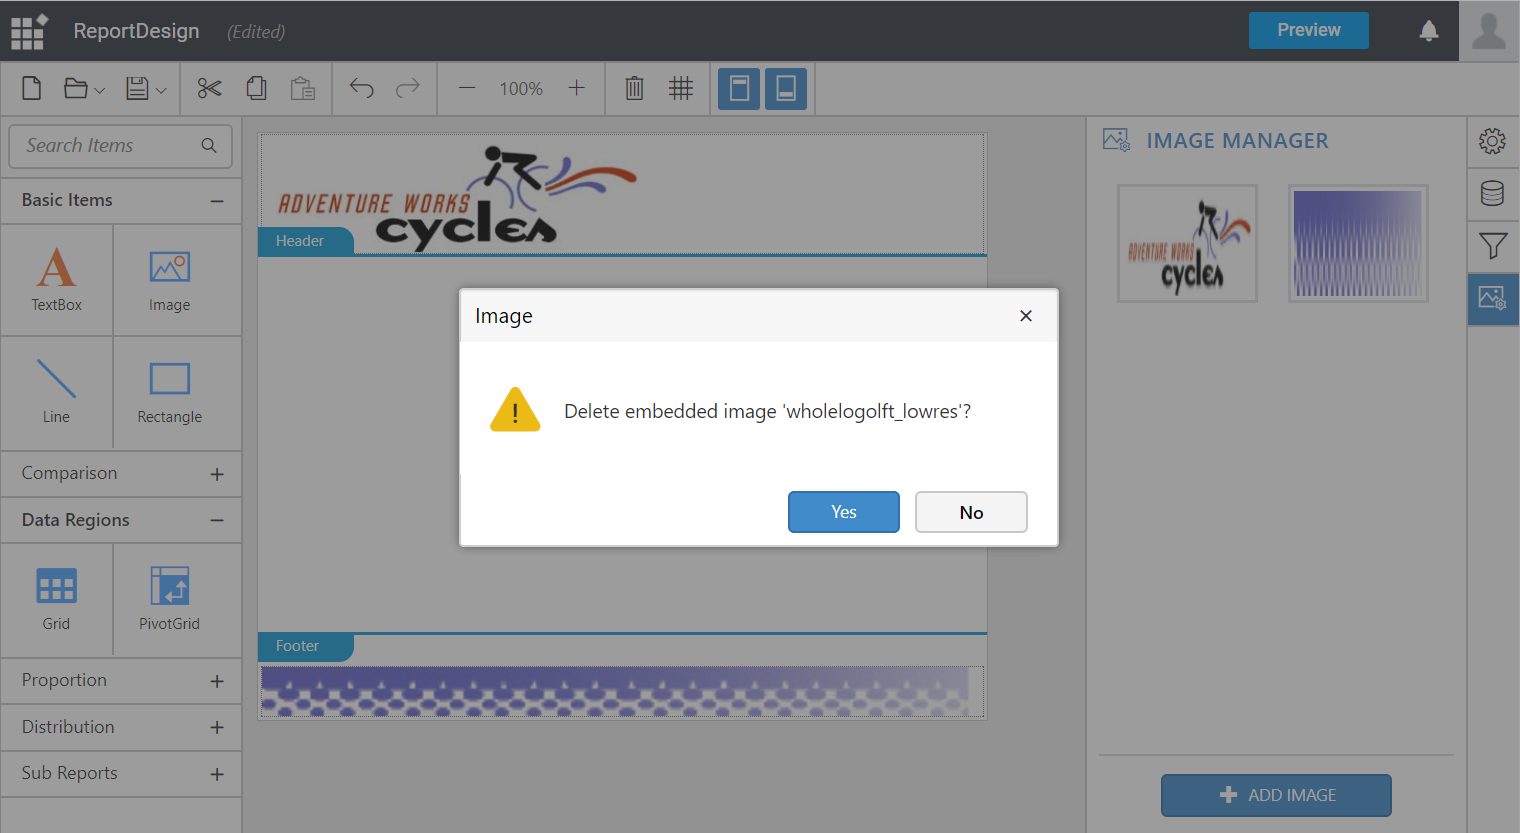 ReportDesign (Edited) Preview
100%
Search Items
IMAGE MANAGER
Basic Items
ADVENTURE WORKS
cycles
Header
ADVENTURE WORKS
cycles
TextBox Image
Image
Line Rectangle
Delete embedded image 'wholelogolft_lowres'?
Comparison
Yes No
Data Regions
Grid PivotGrid
Footer
Proportion
Distribution
Sub Reports
ADD IMAGE